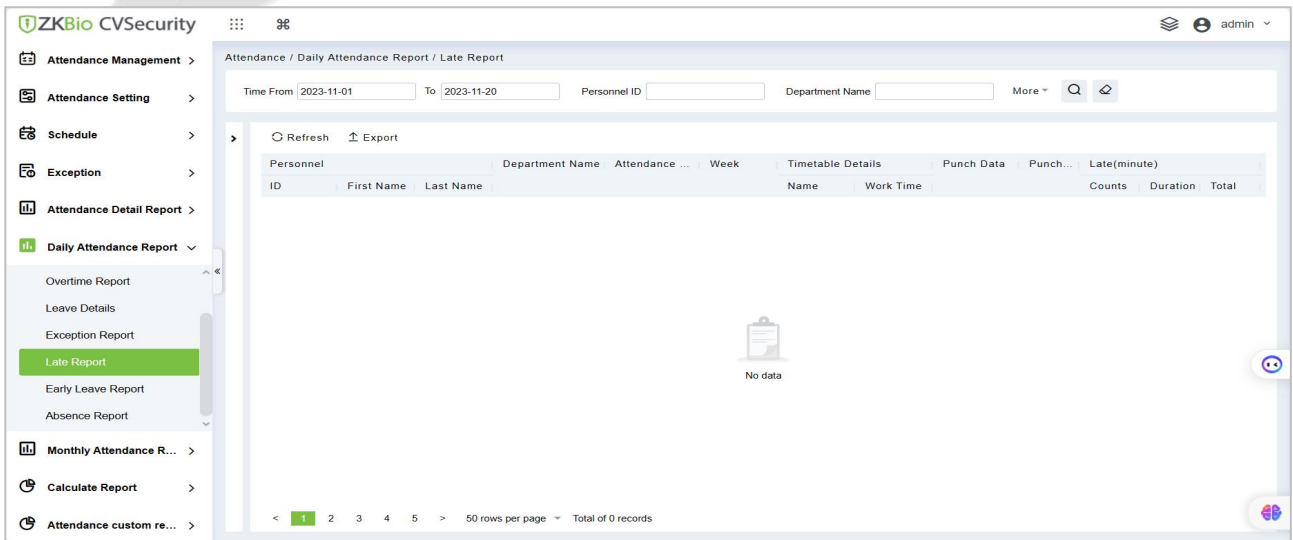 ZKBio CVSecurity
admin
Attendance Management
Attendance Setting
Schedule
Exception
Attendance Detail Report
Daily Attendance Report
Overtime Report
Leave Details
Exception Report
Late Report
Early Leave Report
Absence Report
Monthly Attendance R...
Calculate Report
Attendance custom re...
Attendance / Daily Attendance Report / Late Report
Time From 2023-11-01 To 2023-11-20 Personnel ID Department Name More
Refresh Export
Personnel Department Name Attendance ... Week Timetable Details Punch Data Punch... Late(minute)
ID First Name Last Name Name Work Time Counts Duration Total
No data
< 1 2 3 4 5 > 50 rows per page Total of 0 records